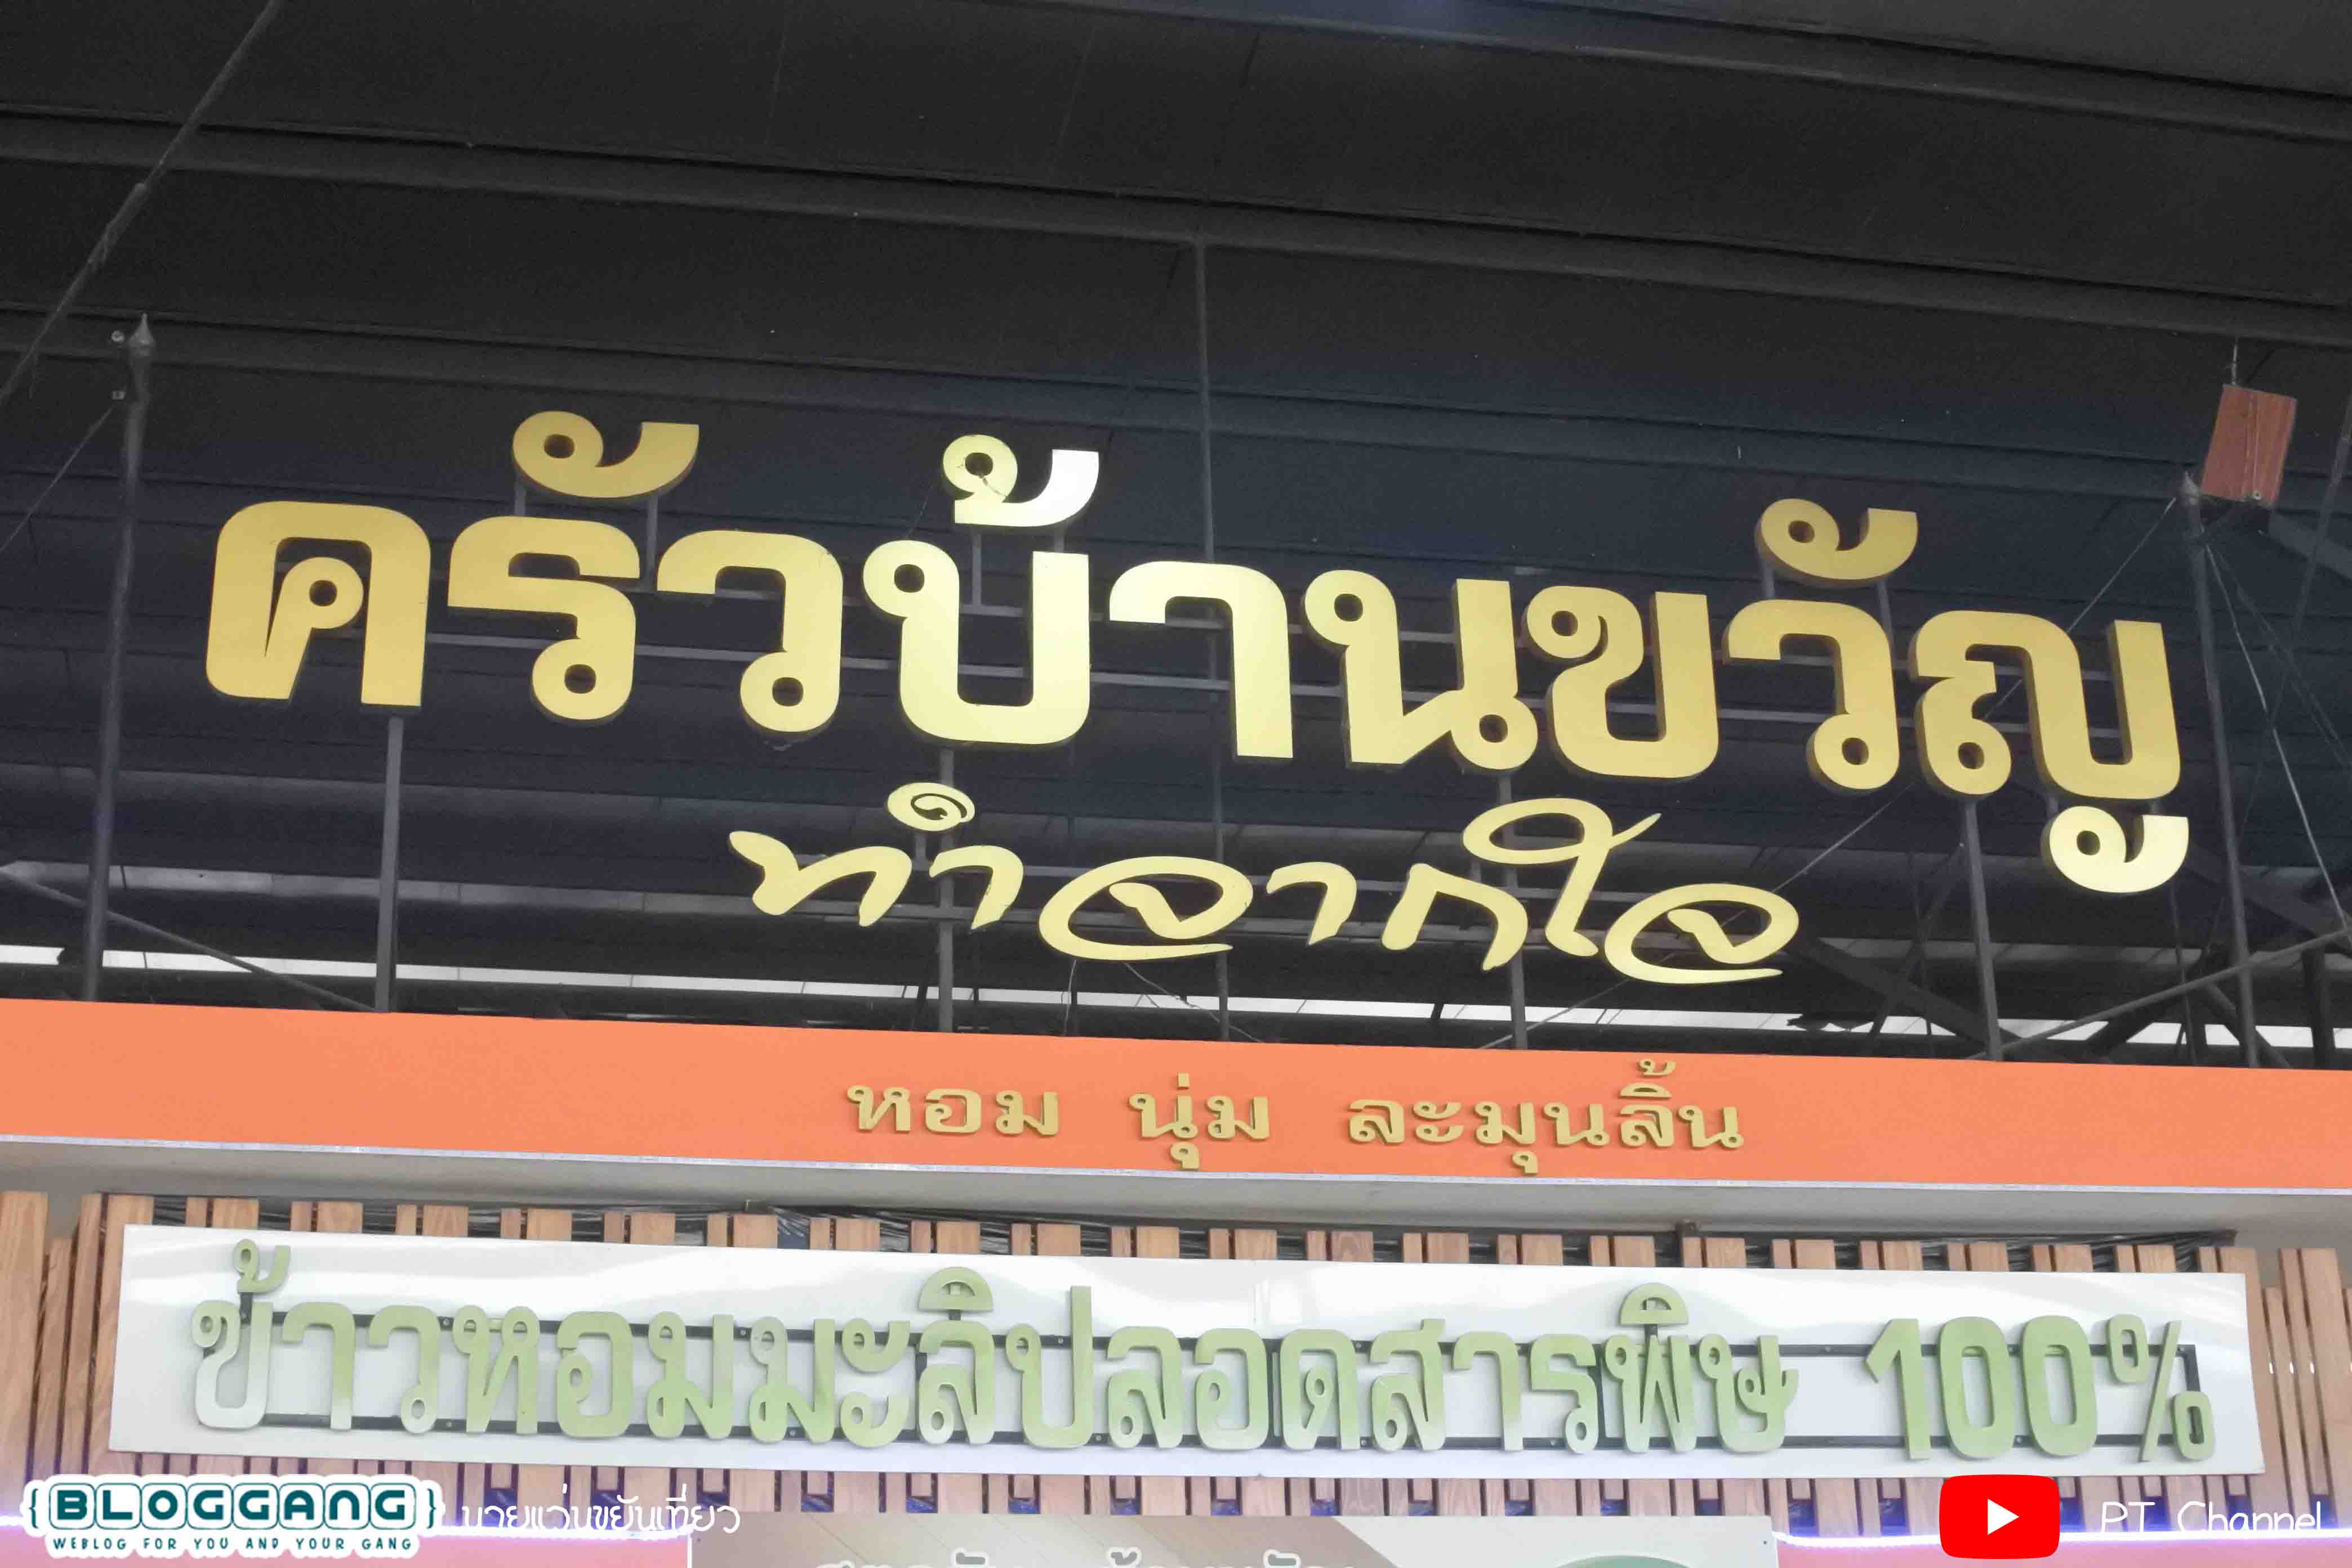 ครัวบ้านขวัญ
ทำจากใจ
หอม นุ่ม ละมุนลิ้น
ข้าวหอมมะลิปลอดสารพิษ 100%
{BLOGGANG} นายแว่นขยันเที่ยว
WEBLOG FOR YOU AND YOUR GANG
PT Channel